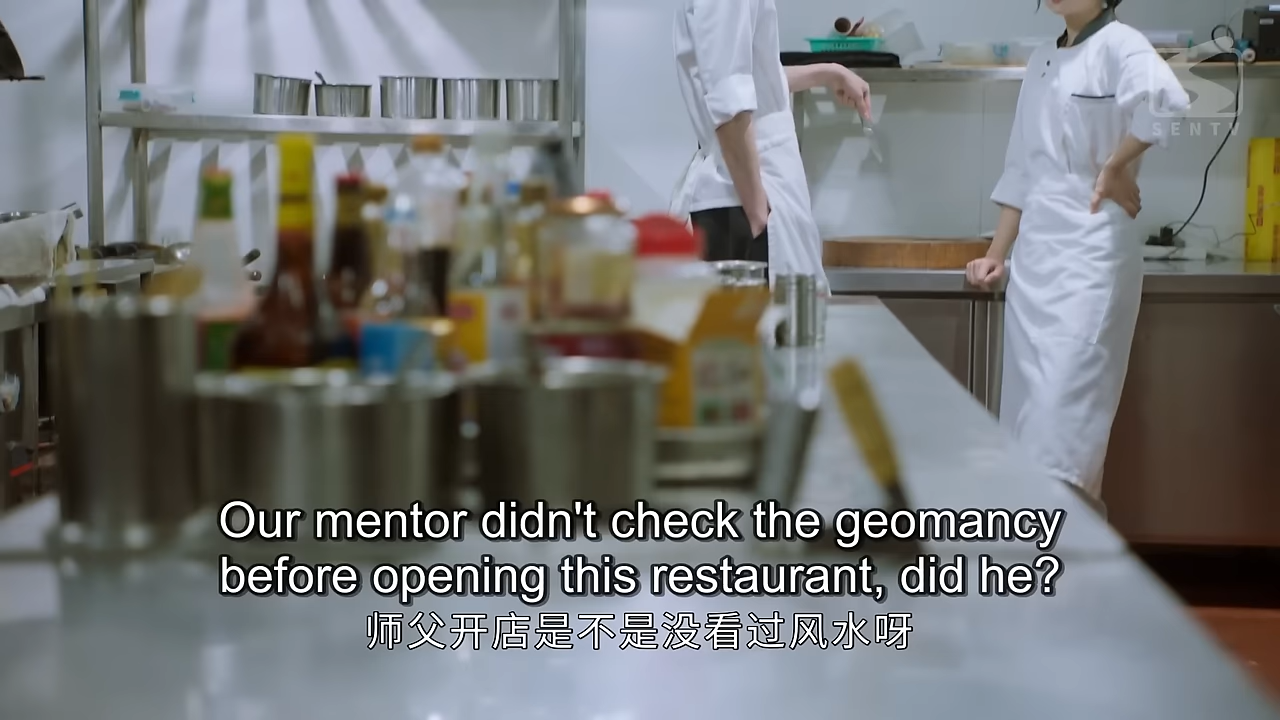 SENTV
Our mentor didn't check the geomancy
before opening this restaurant, did he?
师父开店是不是没看过风水呀